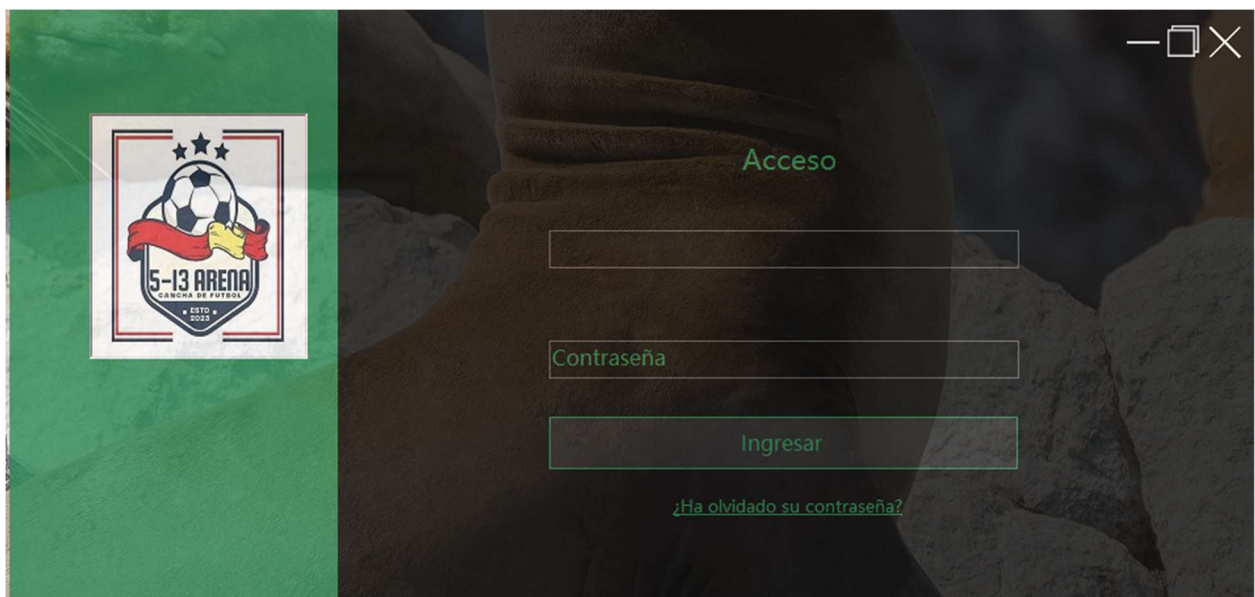 5-13 ARENA
CANCHA DE FUTBOL
ESTD
2023
Acceso
Contraseña
Ingresar
¿Ha olvidado su contraseña?